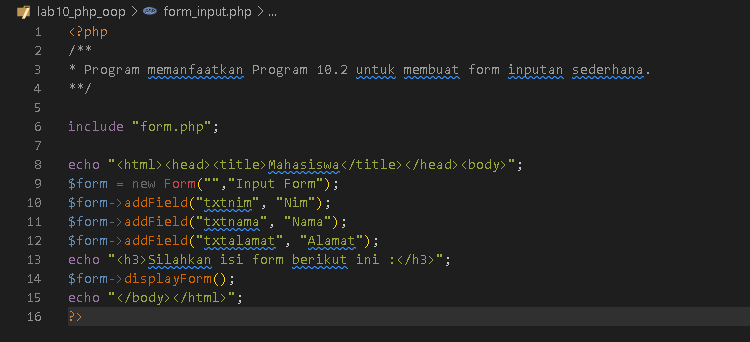 lab10_php_oop > form_input.php > ...
1 <?php
2 /**
3 * Program memanfaatkan Program 10.2 untuk membuat form inputan sederhana.
4 **/
5
6 include "form.php";
7
8 echo "<html><head><title>Mahasiswa</title></head><body>";
9 $form = new Form("","Input Form");
10 $form->addField("txtnim", "Nim");
11 $form->addField("txtnama", "Nama");
12 $form->addField("txtalamat", "Alamat");
13 echo "<h3>Silahkan isi form berikut ini :</h3>";
14 $form->displayForm();
15 echo "</body></html>";
16 ?>